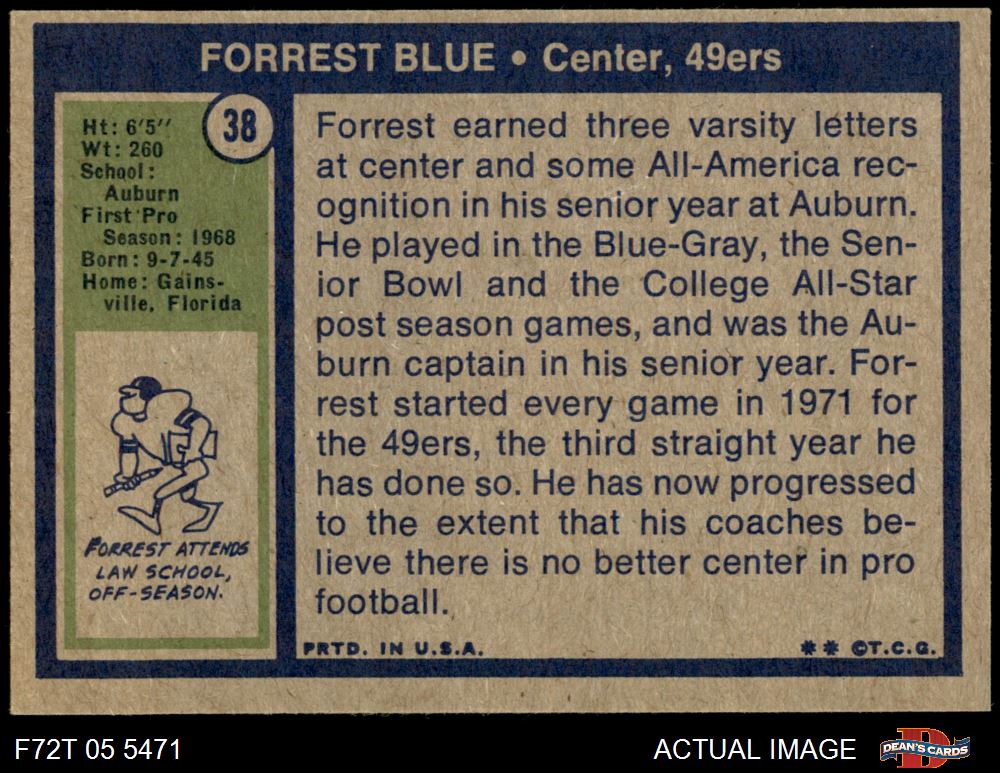 FORREST BLUE • Center, 49ers
38
Ht: 6'5''
Wt: 260
School:
Auburn
First Pro
Season: 1968
Born: 9-7-45
Home: Gains-
ville, Florida
FORREST ATTENDS
LAW SCHOOL,
OFF-SEASON.
Forrest earned three varsity letters
at center and some All-America rec-
ognition in his senior year at Auburn.
He played in the Blue-Gray, the Sen-
ior Bowl and the College All-Star
post season games, and was the Au-
burn captain in his senior year. For-
rest started every game in 1971 for
the 49ers, the third straight year he
has done so. He has now progressed
to the extent that his coaches be-
lieve there is no better center in pro
football.
PRTD. IN U.S.A.
** ©T.C.G.
F72T 05 5471
ACTUAL IMAGE
DEAN'S CARDS